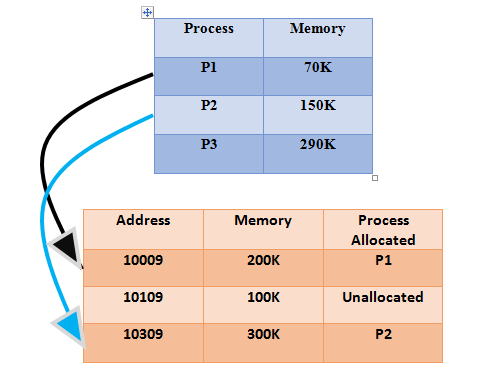 Process Memory
P1 70K
P2 150K
P3 290K
Address Memory Process
Allocated
10009 200K P1
10109 100K Unallocated
10309 300K P2